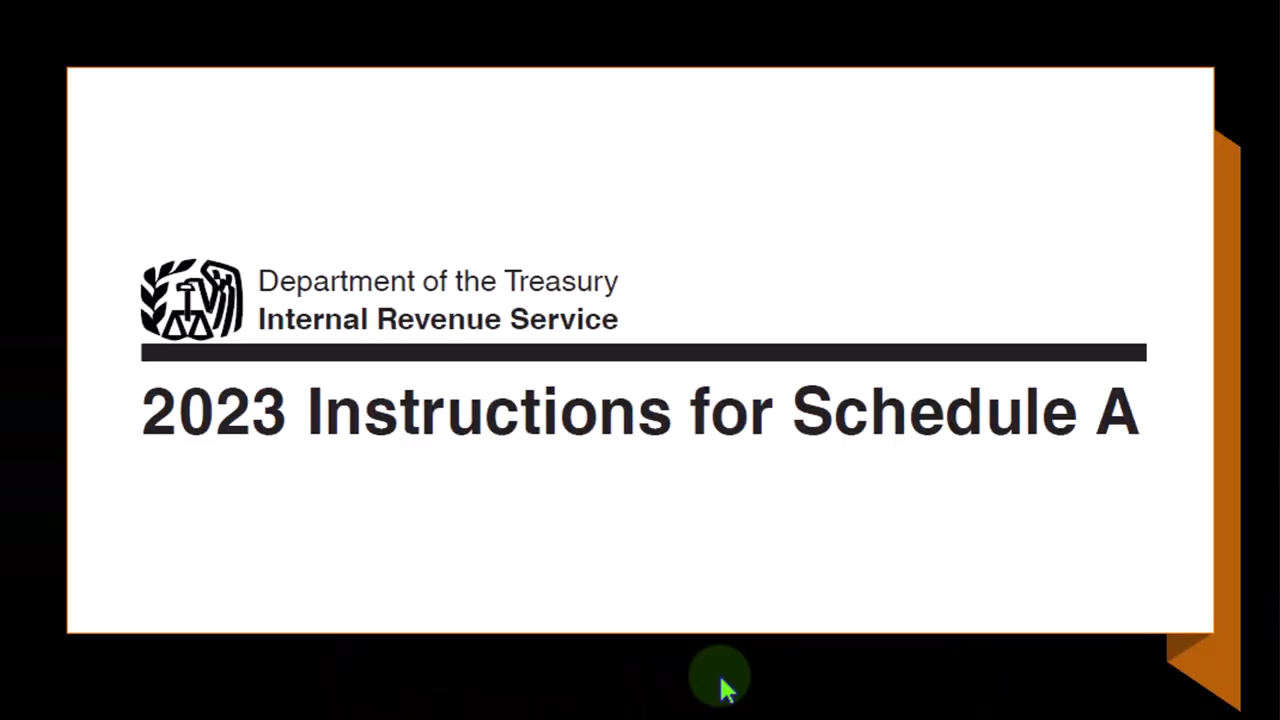 Department of the Treasury
Internal Revenue Service
2023 Instructions for Schedule A